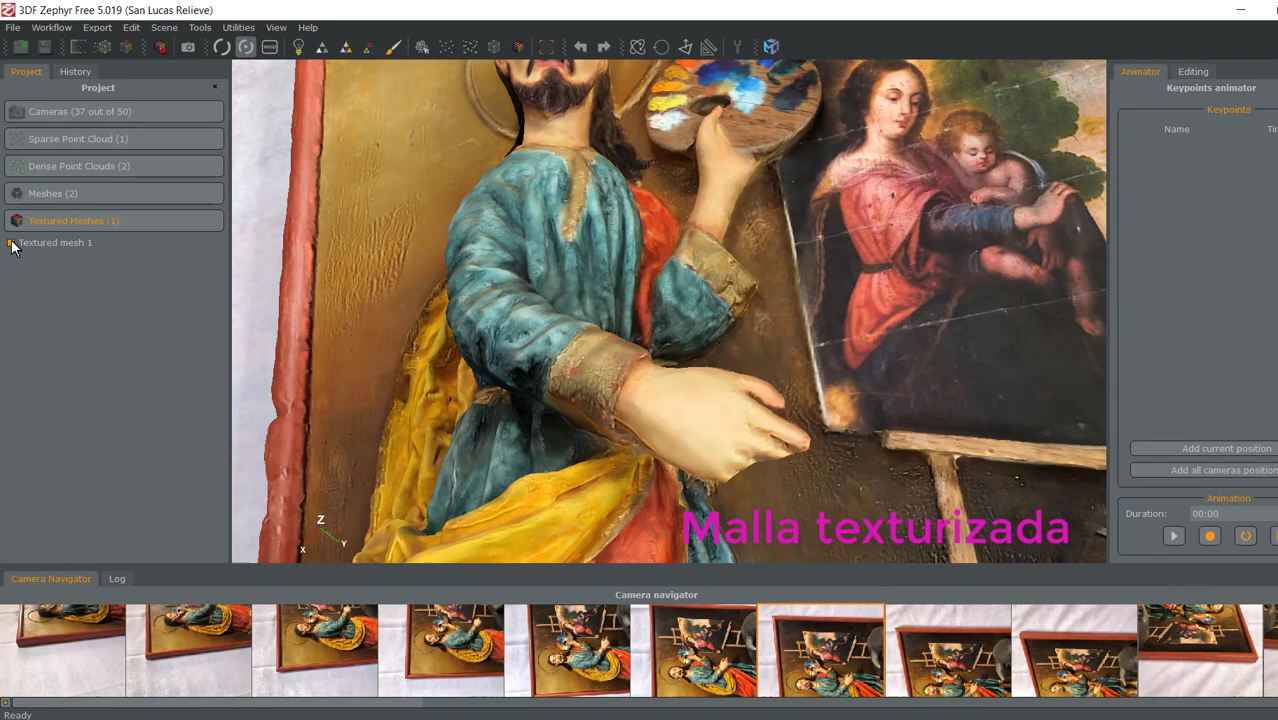 3DF Zephyr Free 5.019 (San Lucas Relieve)
File Workflow Export Edit Scene Tools Utilities View Help
Project History
Project
Cameras (37 out of 50)
Sparse Point Cloud (1)
Dense Point Clouds (2)
Meshes (2)
Textured Meshes (1)
Textured mesh 1
Z
X
Y
Malla texturizada
Animator Editing
Keypoints animator
Keypoints
Name
Add current position
Add all cameras position
Animation
Duration: 00:00
Camera Navigator Log
Camera navigator
Ready